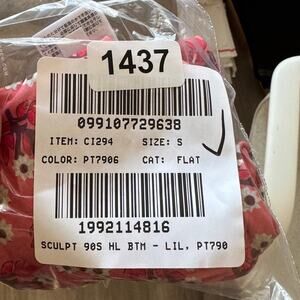 1437
099107729638
ITEM: CI294 SIZE: S
COLOR: PT7906 CAT: FLAT
1992114816
SCULPT 90S HL BTM - LIL, PT790